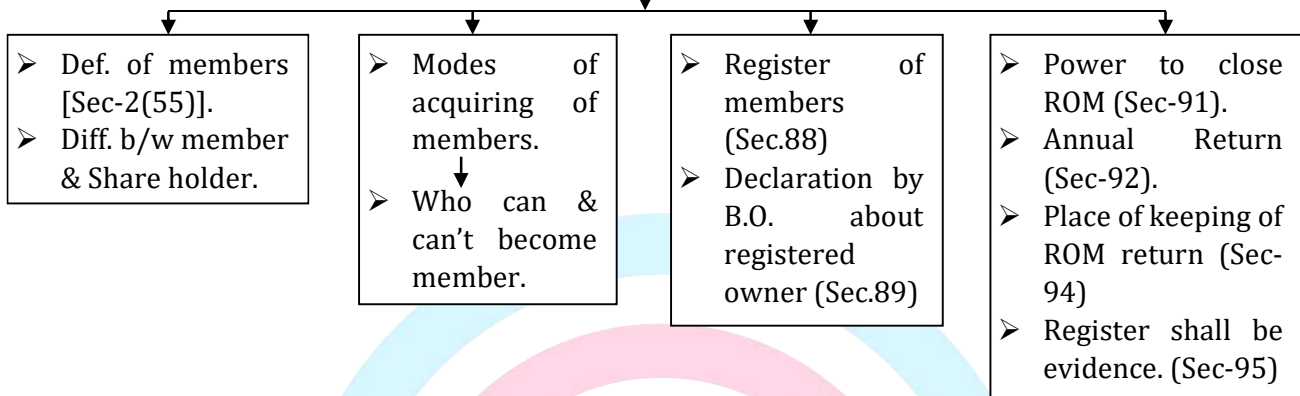 ➢ Def. of members
[Sec-2(55)].
➢ Diff. b/w member
& Share holder.
➢ Modes of
acquiring of
members.
➢ Who can &
can't become
member.
➢ Register of
members
(Sec.88)
➢ Declaration by
B.O. about
registered
owner (Sec.89)
➢ Power to close
ROM (Sec-91).
➢ Annual Return
(Sec-92).
➢ Place of keeping of
ROM return (Sec-
94)
➢ Register shall be
evidence. (Sec-95)